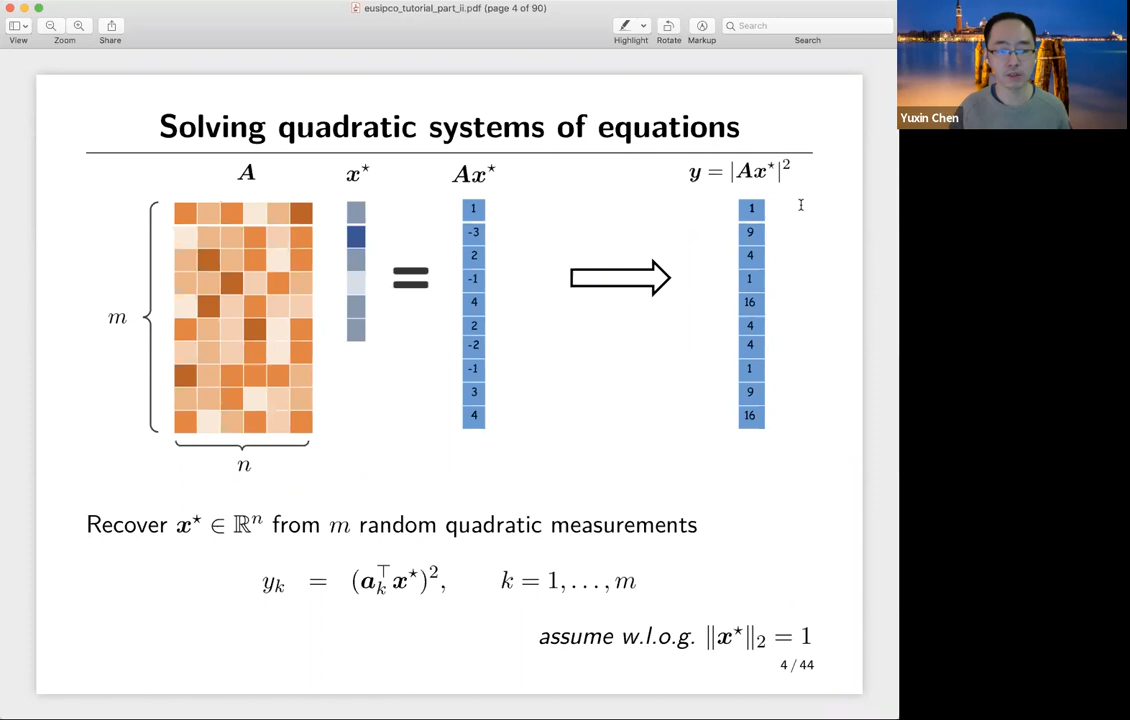 eusipco_tutorial_part_ii.pdf (page 4 of 90)
View
Zoom
Share
Highlight
Rotate
Markup
Search
Search
Yuxin Chen
Solving quadratic systems of equations
A
x⋆
Ax⋆
y = |Ax⋆|²
1
-3
2
-1
4
2
-2
-1
3
4
1
9
4
1
16
4
4
1
9
16
=
m
n
Recover x⋆ ∈ ℝⁿ from m random quadratic measurements
yₖ = (aₖ⊤x⋆)², k = 1, . . . , m
assume w.l.o.g. ‖x⋆‖₂ = 1
4 / 44